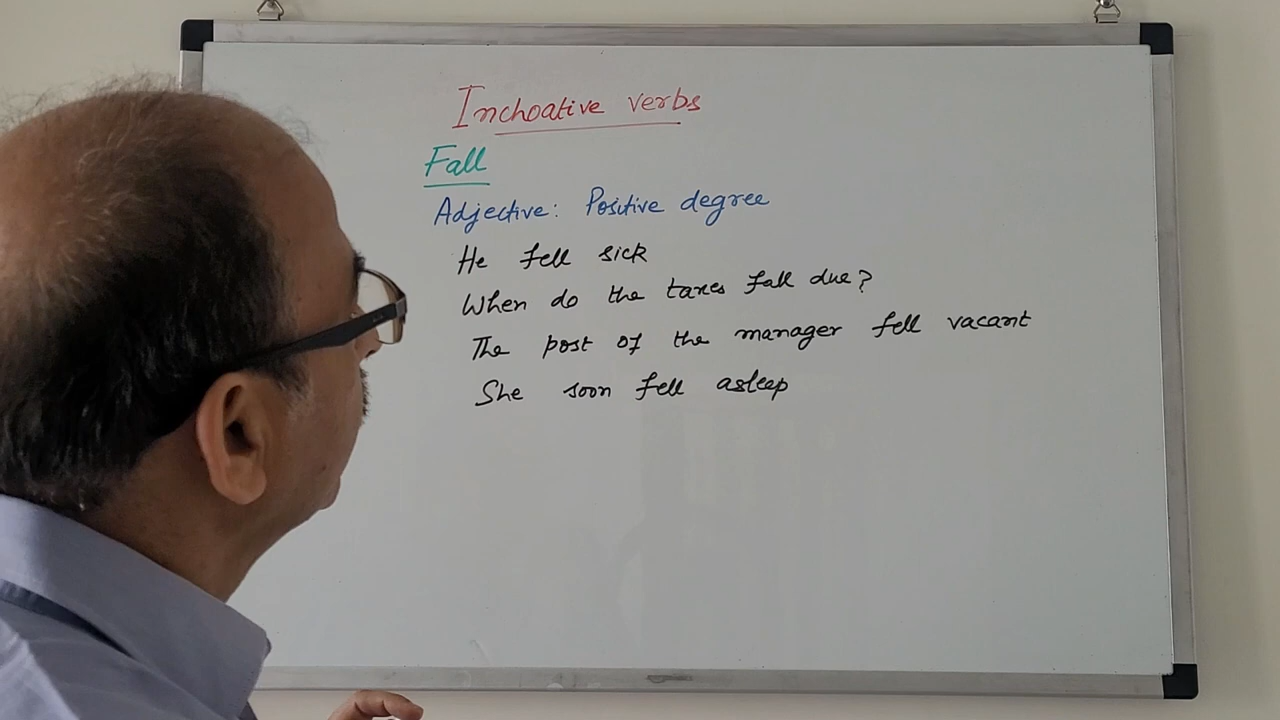 Inchoative verbs
Fall
Adjective: Positive degree
He fell sick
When do the taxes fall due?
The post of the manager fell vacant
She soon fell asleep